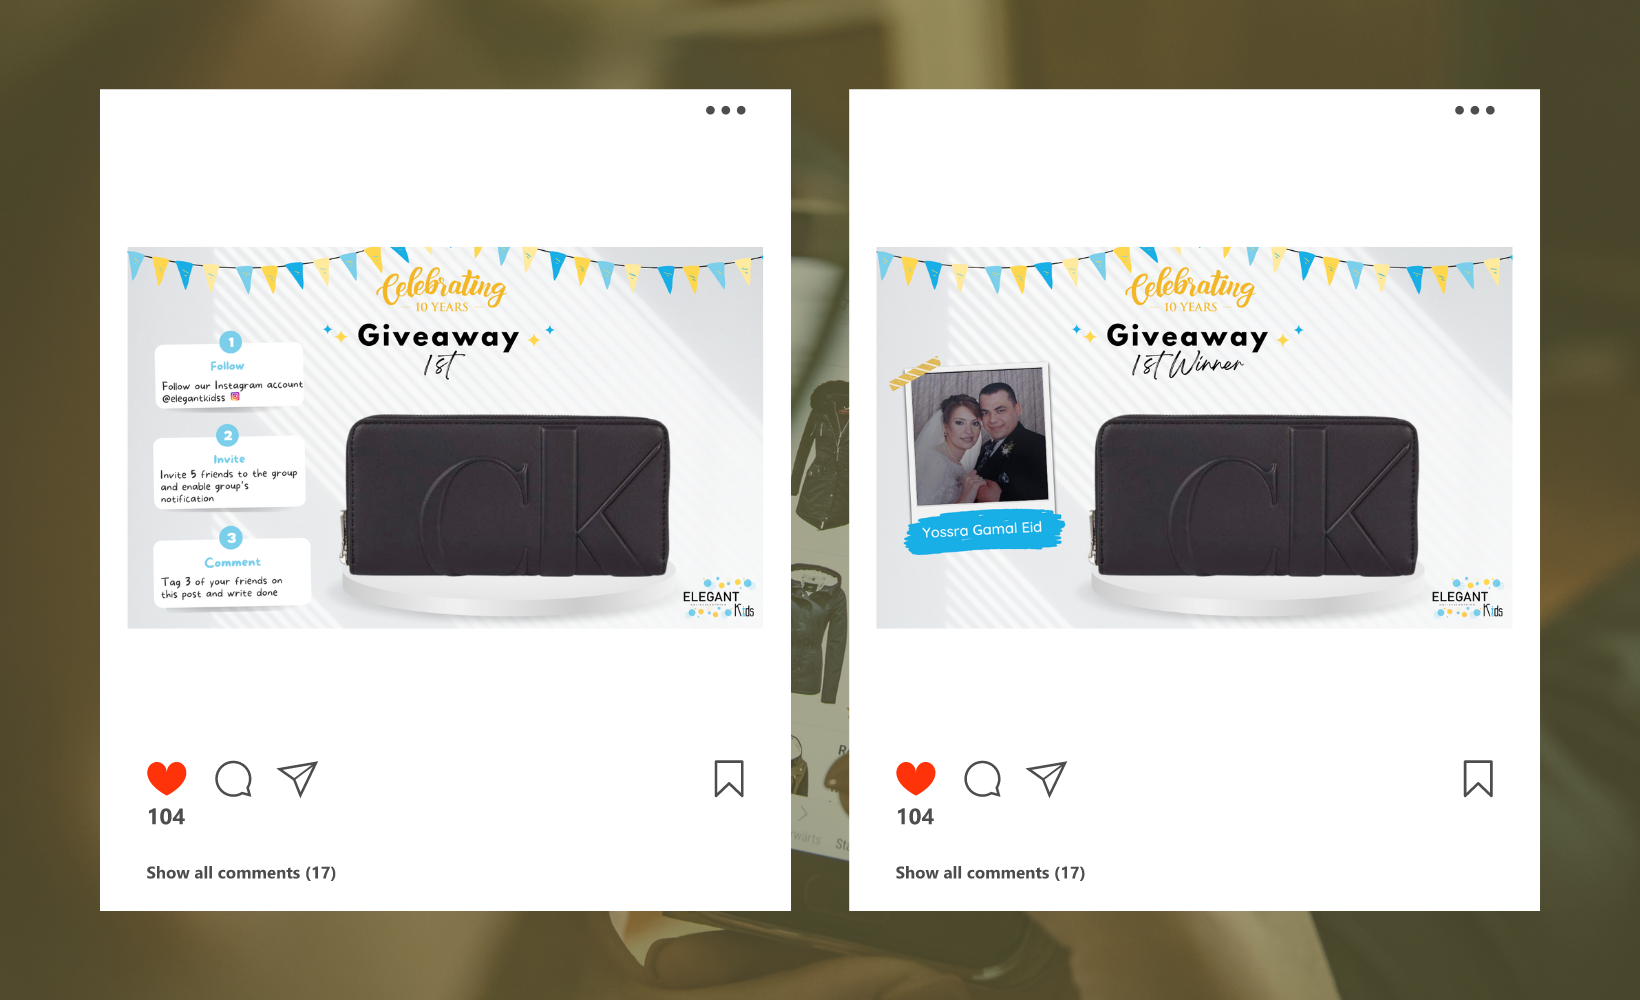 Celebrating
10 YEARS
Giveaway
1st
1
Follow
Follow our Instagram account
@elegantkidss
2
Invite
Invite 5 friends to the group
and enable group's
notification
3
Comment
Tag 3 of your friends on
this post and write done
CK
ELEGANT
Kids
104
Show all comments (17)
Celebrating
10 YEARS
Giveaway
1st Winner
Yossra Gamal Eid
CK
ELEGANT
Kids
104
Show all comments (17)